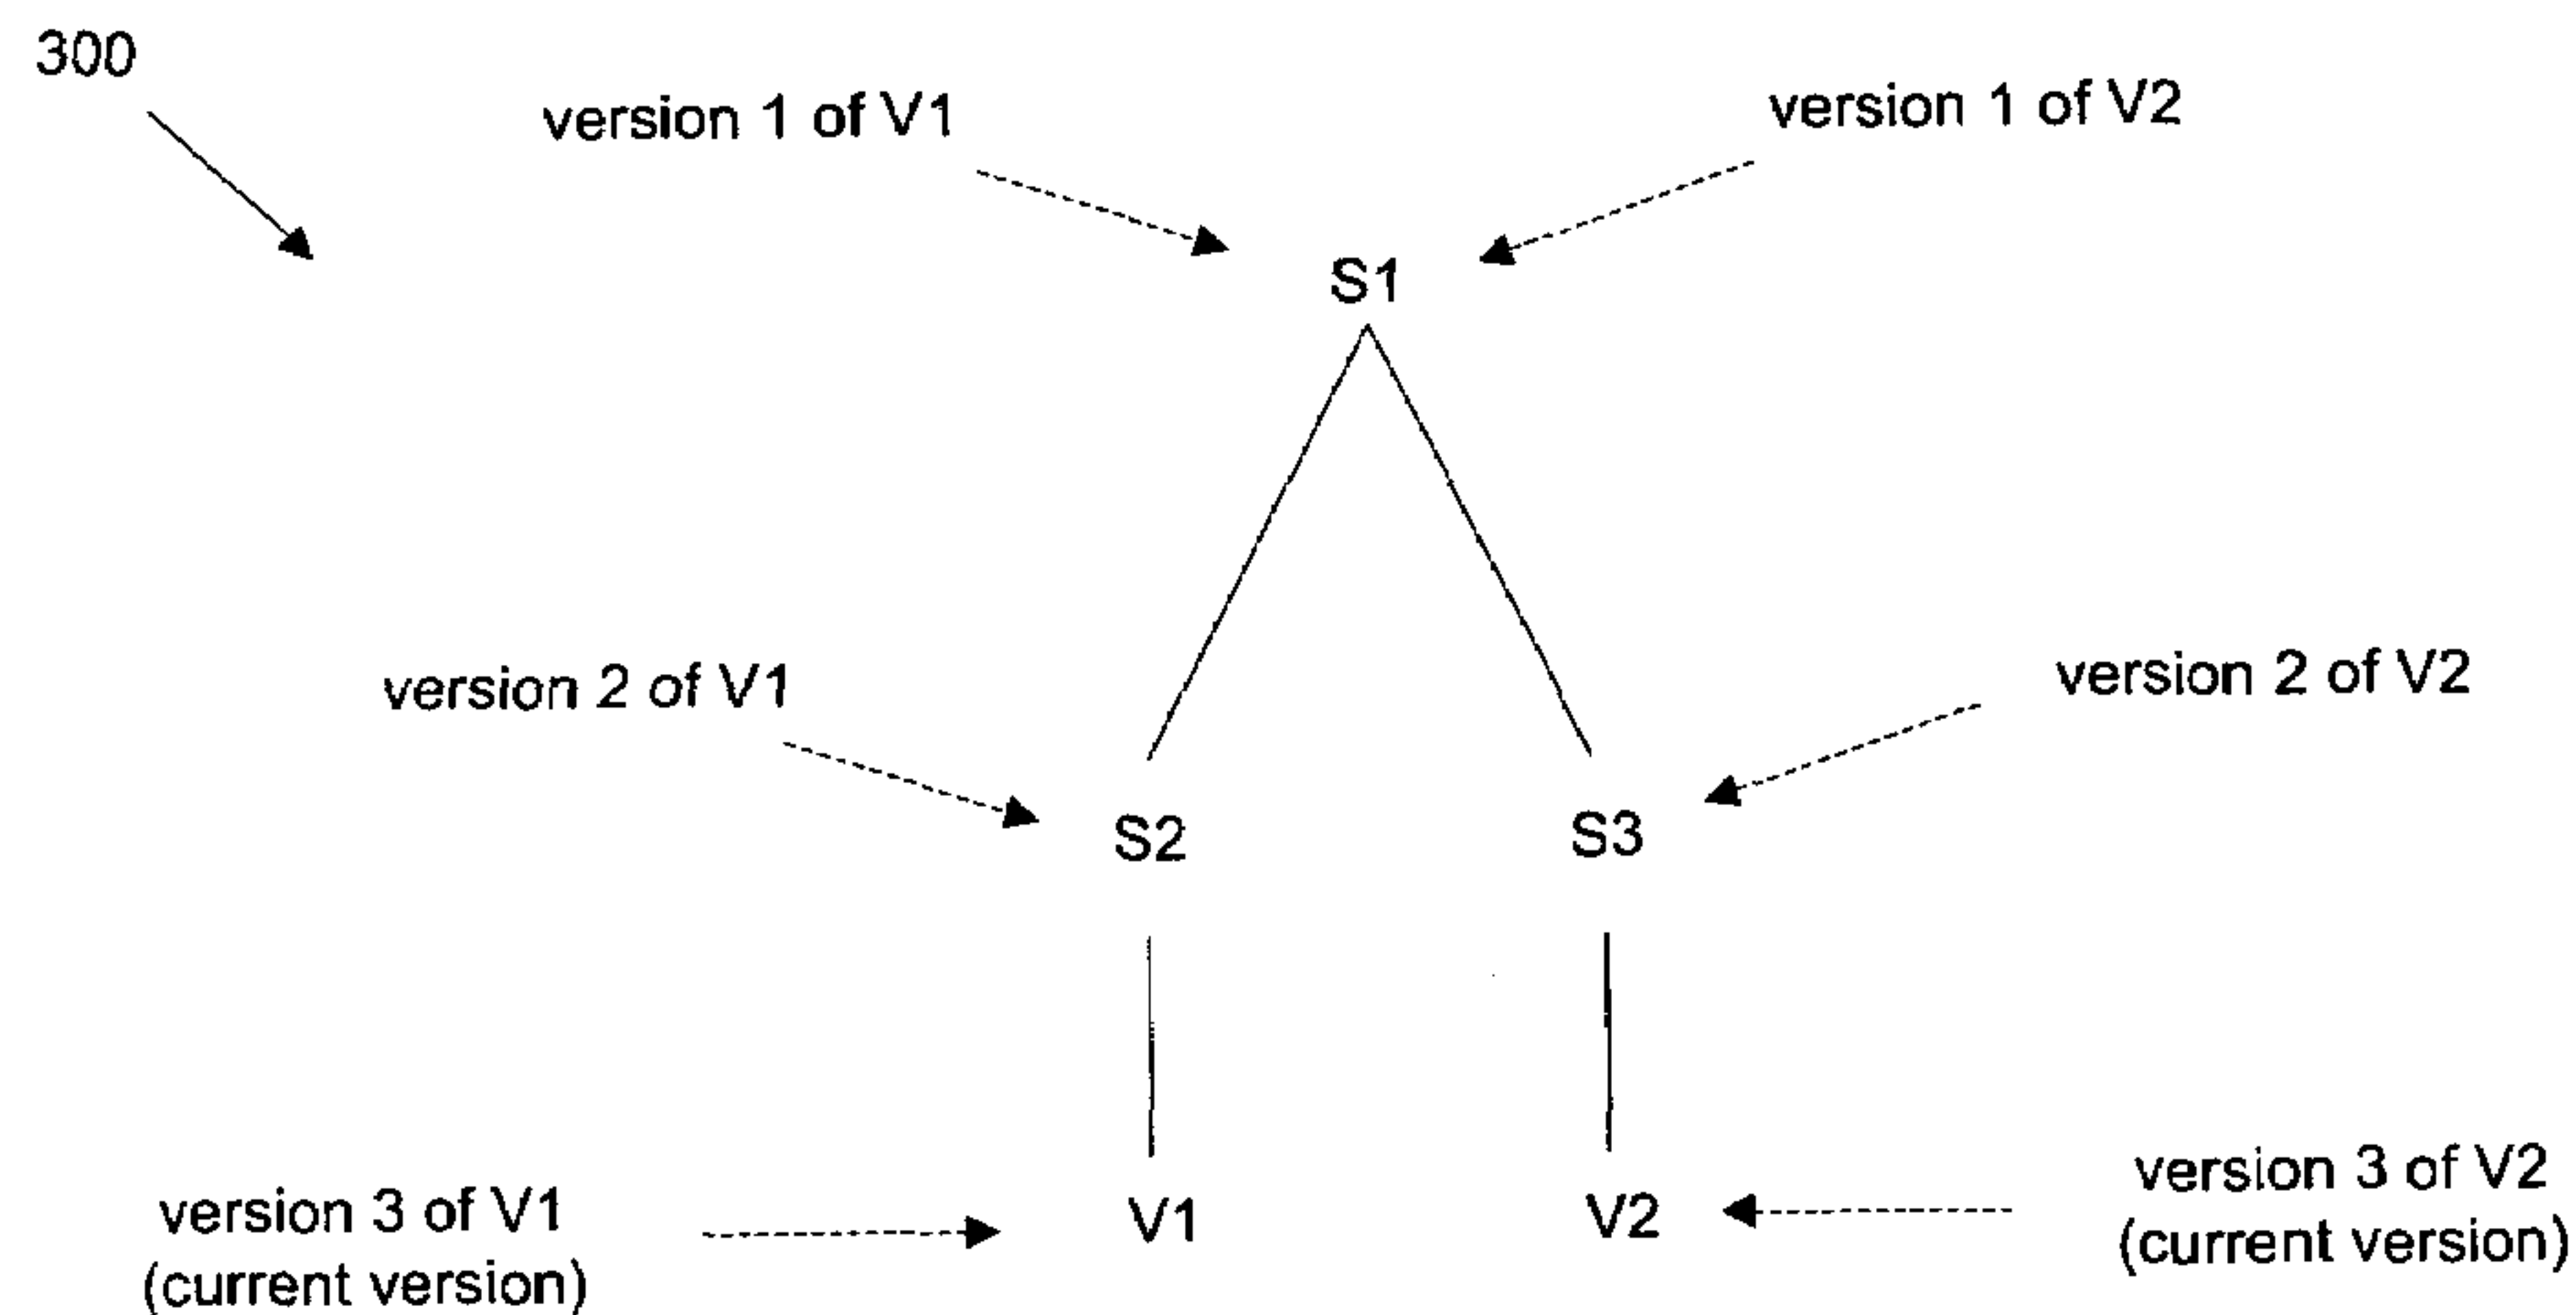 300
version 1 of V1
version 1 of V2
S1
version 2 of V1
version 2 of V2
S2
S3
version 3 of V1
(current version)
V1
V2
version 3 of V2
(current version)